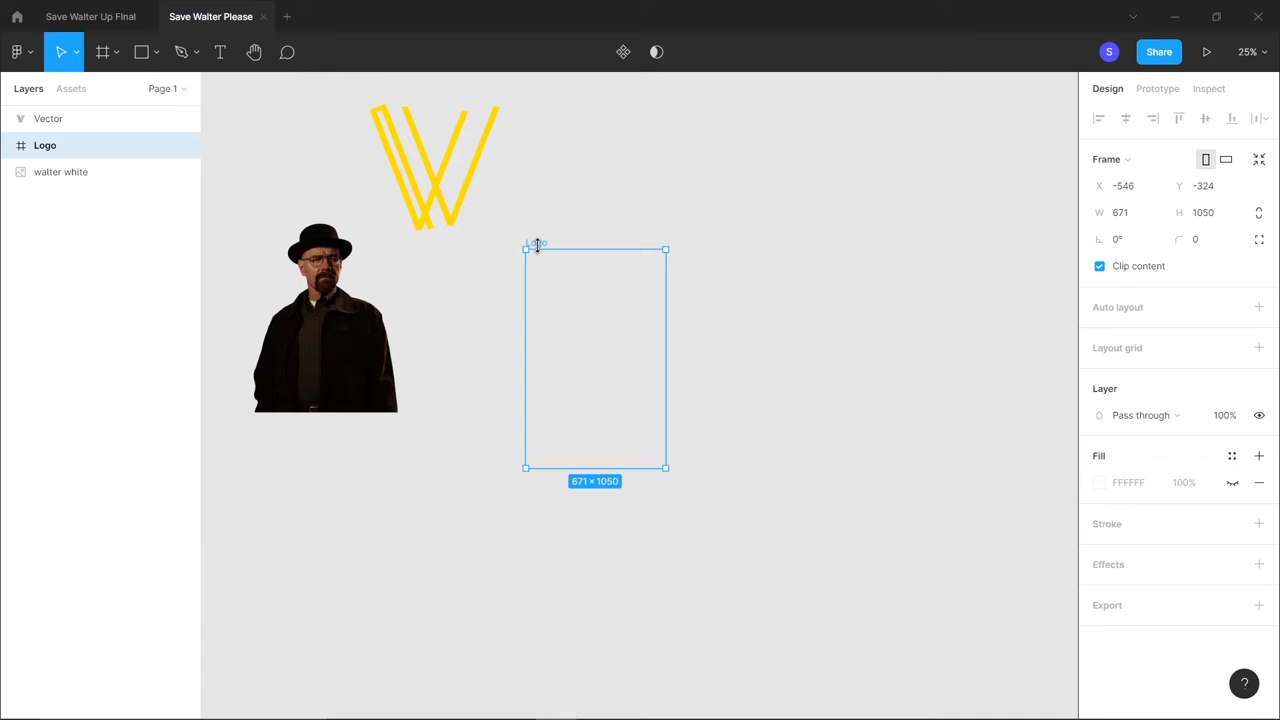 Save Walter Up FInal
Save Walter Please
S
Share
25%
Layers
Assets
Page 1
Vector
Logo
walter white
Logo
671 × 1050
Design
Prototype
Inspect
Frame
X -546
Y -324
W 671
H 1050
0°
0
Clip content
Auto layout
Layout grid
Layer
Pass through
100%
Fill
FFFFFF
100%
Stroke
Effects
Export
?